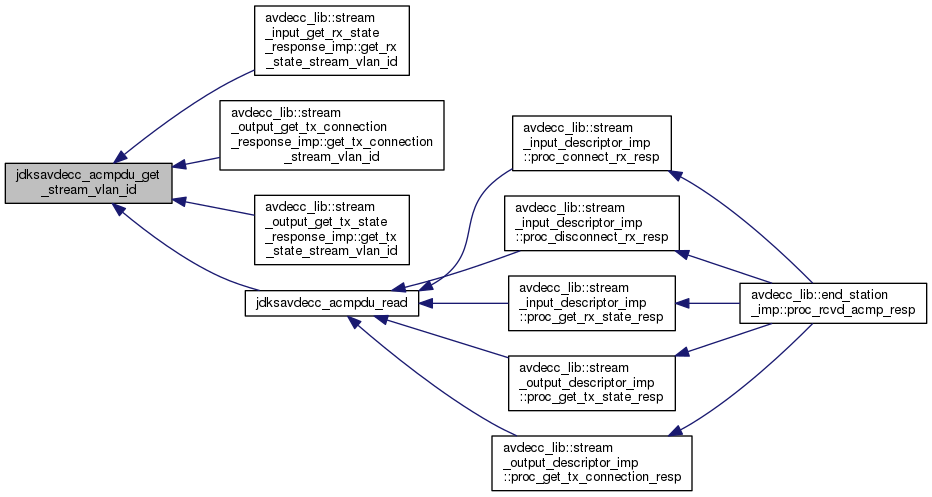 jdksavdecc_acmpdu_get
_stream_vlan_id
avdecc_lib::stream
_input_get_rx_state
_response_imp::get_rx
_state_stream_vlan_id
avdecc_lib::stream
_output_get_tx_connection
_response_imp::get_tx_connection
_stream_vlan_id
avdecc_lib::stream
_output_get_tx_state
_response_imp::get_tx
_state_stream_vlan_id
jdksavdecc_acmpdu_read
avdecc_lib::stream
_input_descriptor_imp
::proc_connect_rx_resp
avdecc_lib::stream
_input_descriptor_imp
::proc_disconnect_rx_resp
avdecc_lib::stream
_input_descriptor_imp
::proc_get_rx_state_resp
avdecc_lib::stream
_output_descriptor_imp
::proc_get_tx_state_resp
avdecc_lib::stream
_output_descriptor_imp
::proc_get_tx_connection_resp
avdecc_lib::end_station
_imp::proc_rcvd_acmp_resp